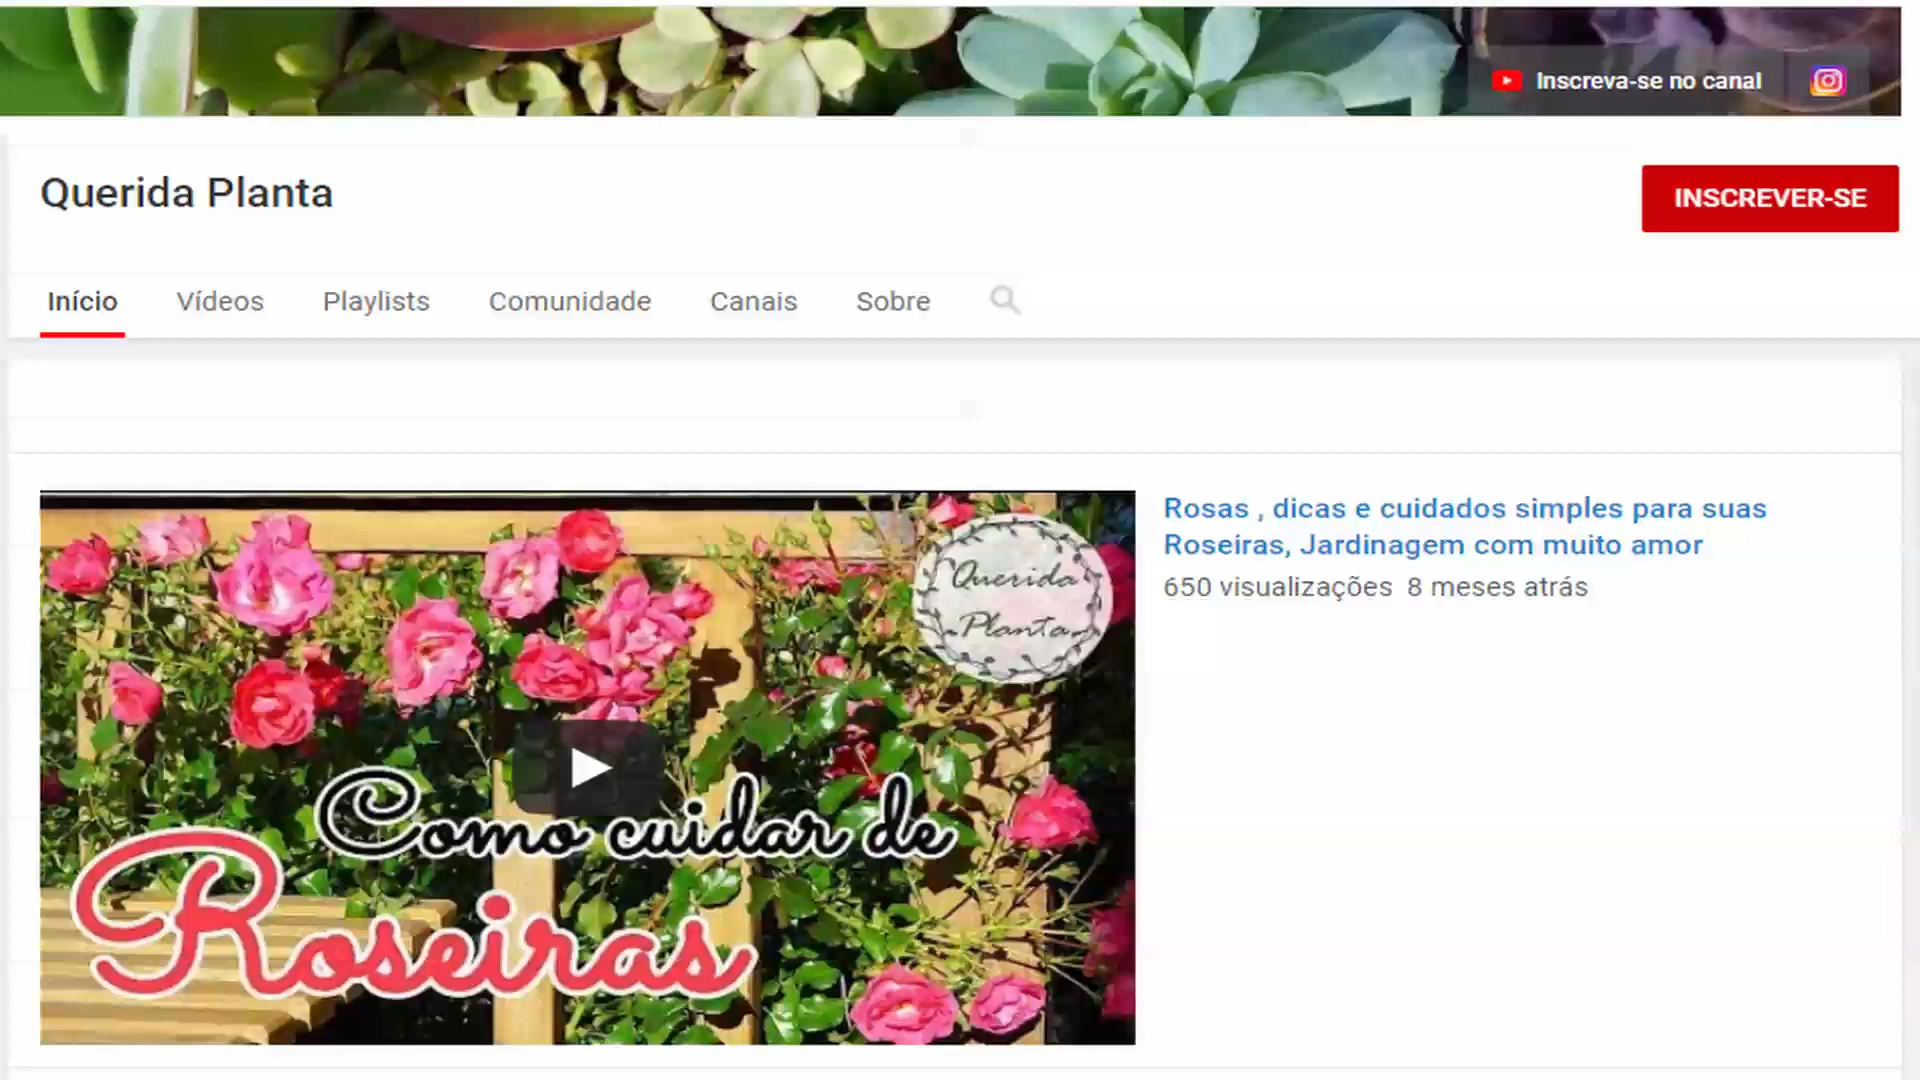 Inscreva-se no canal
Querida Planta
INSCREVER-SE
Início Vídeos Playlists Comunidade Canais Sobre
Querida
Planta
Como cuidar de
Roseiras
Rosas , dicas e cuidados simples para suas
Roseiras, Jardinagem com muito amor
650 visualizações 8 meses atrás